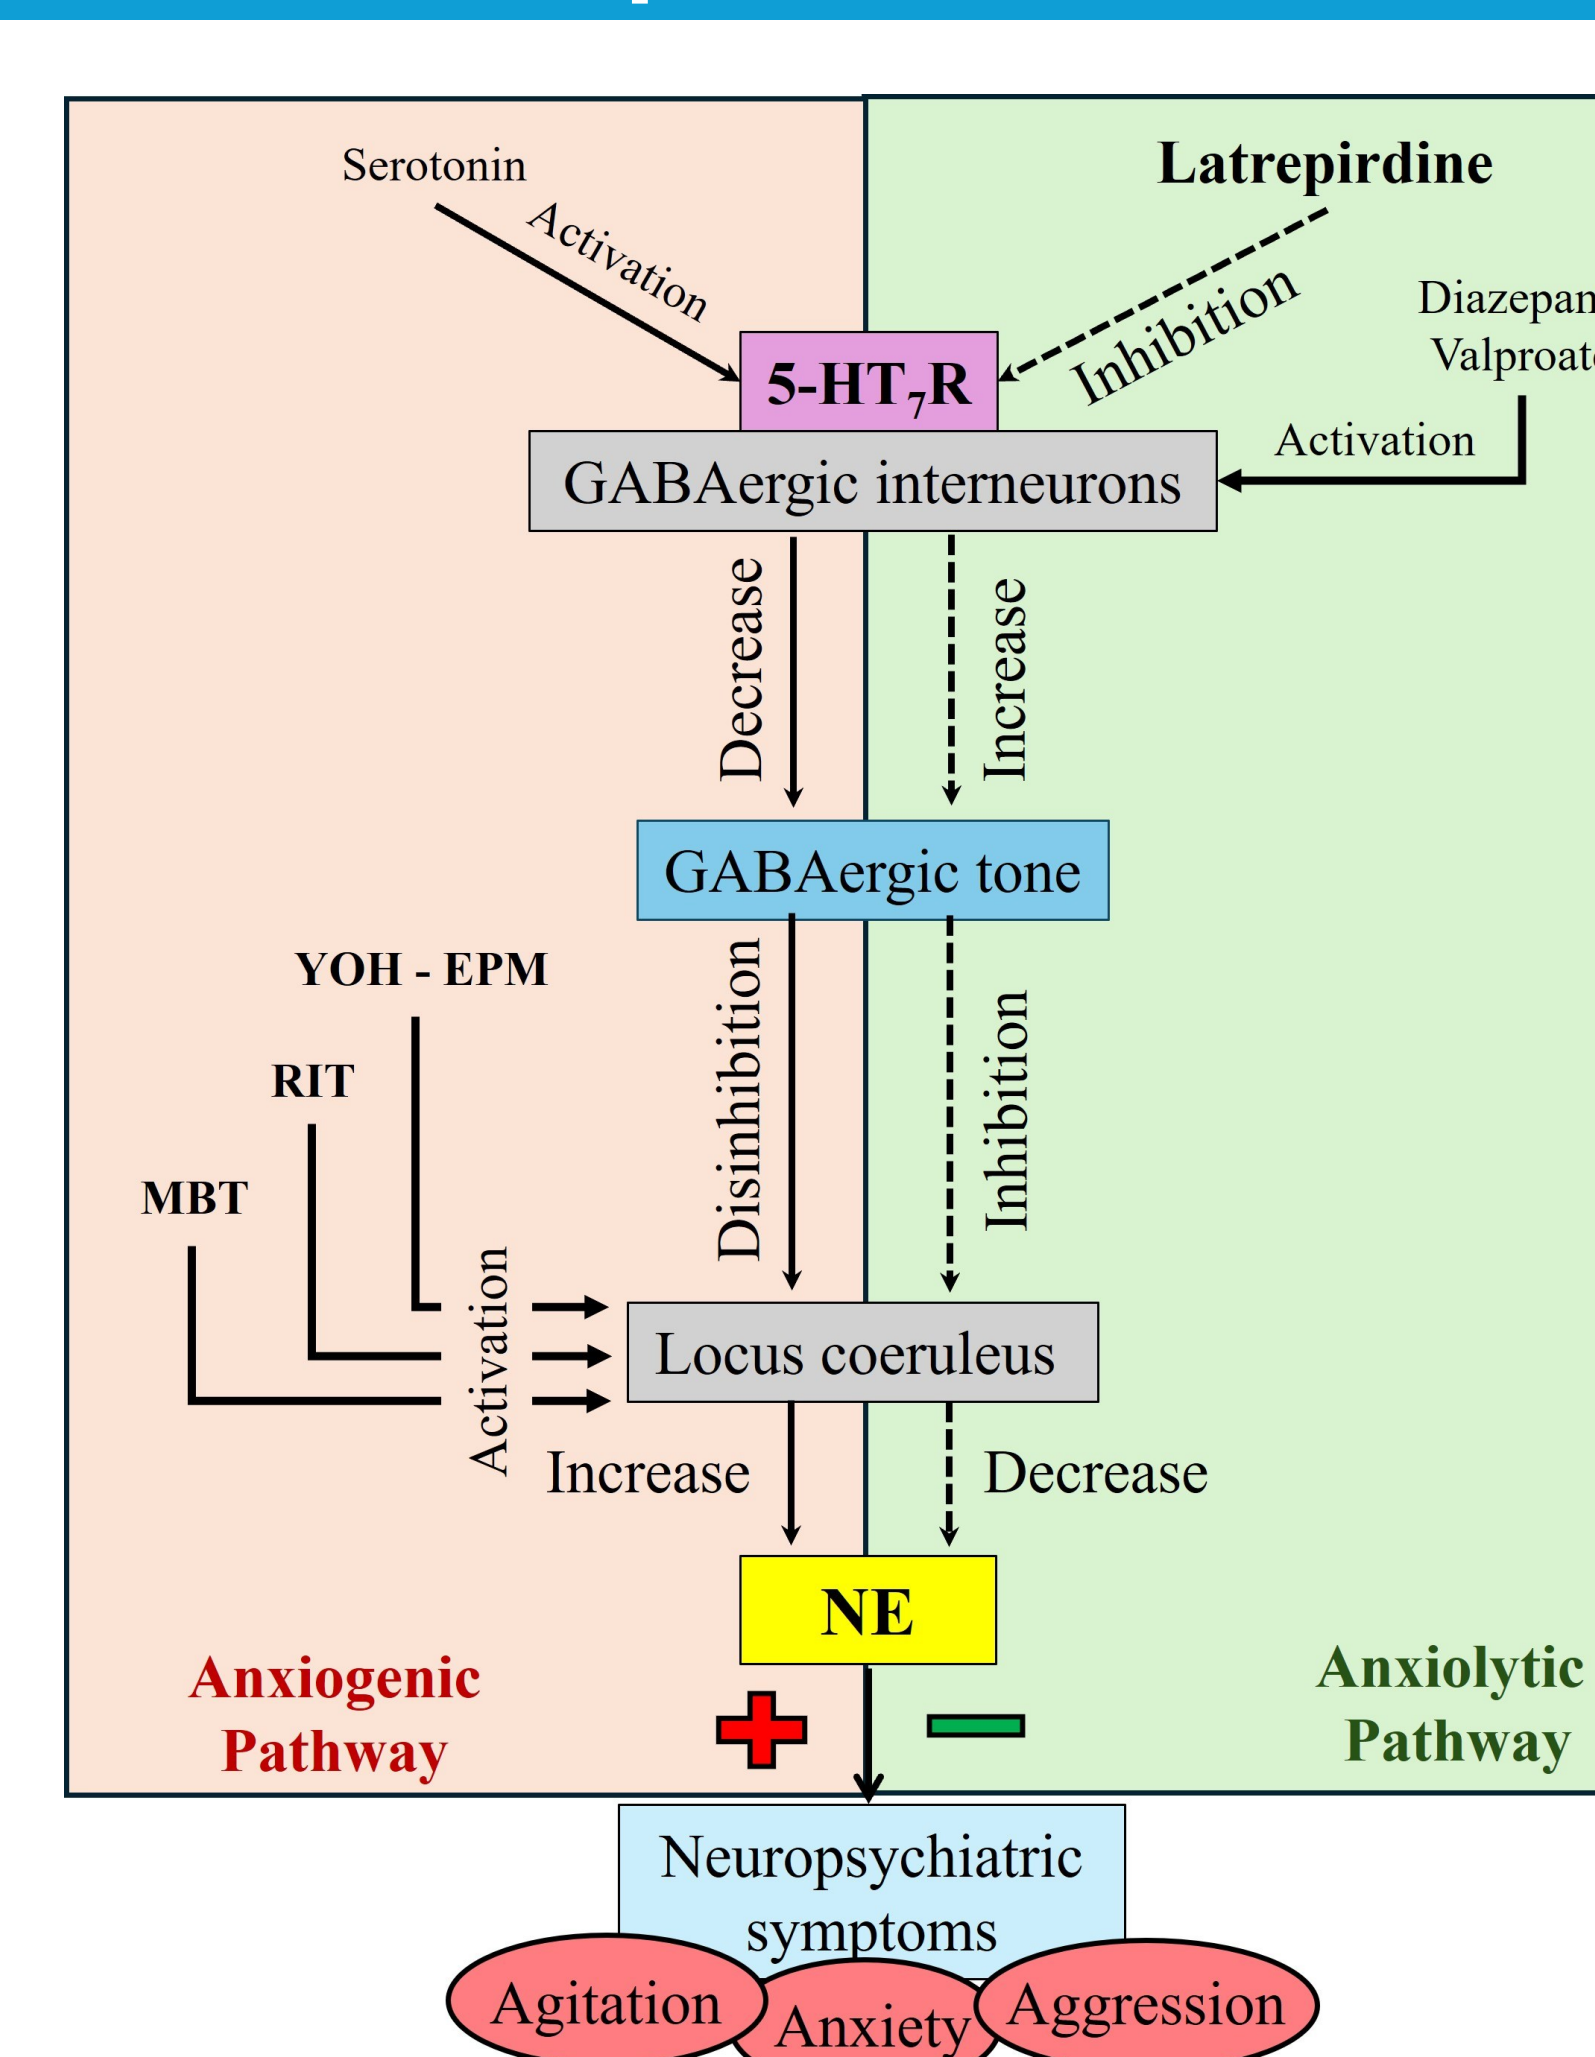 Serotonin
Latrepirdine
Activation
Inhibition
Valproat
5-HT₇R
Activation
GABAergic interneurons
Decrease
Increase
GABAergic tone
YOH - EPM
Disinhibition
Inhibition
RIT
MBT
Activation
Locus coeruleus
Increase
Decrease
NE
Anxiogenic
Pathway
Anxiolytic
Pathway
Neuropsychiatric
symptoms
Agitation
Anxiety
Aggression